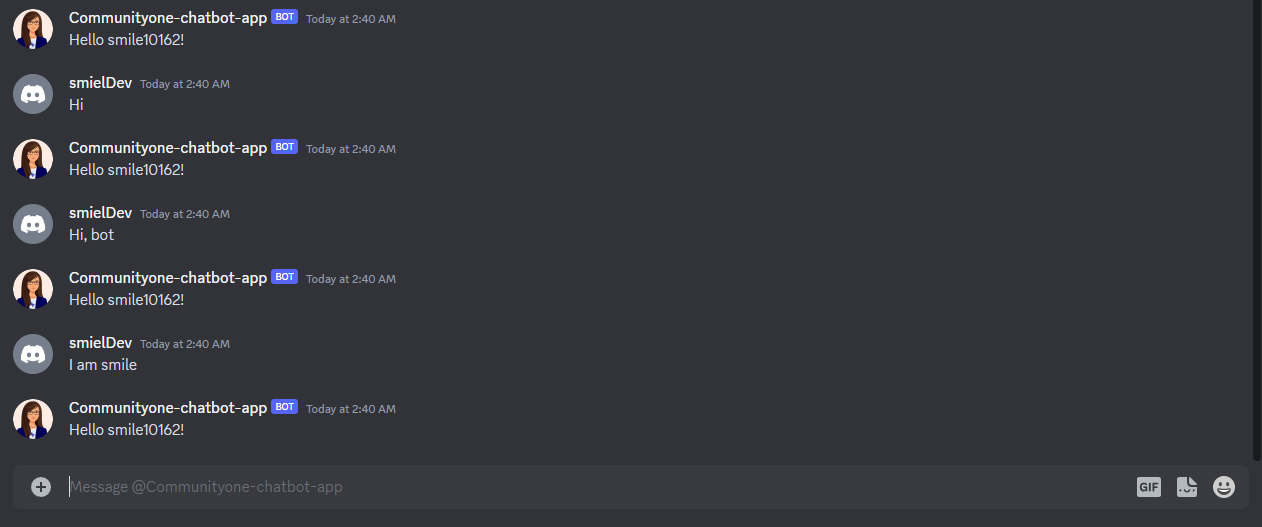 Communityone-chatbot-app BOT Today at 2:40 AM
Hello smile10162!
smielDev Today at 2:40 AM
Hi
Communityone-chatbot-app BOT Today at 2:40 AM
Hello smile10162!
smielDev Today at 2:40 AM
Hi, bot
Communityone-chatbot-app BOT Today at 2:40 AM
Hello smile10162!
smielDev Today at 2:40 AM
I am smile
Communityone-chatbot-app BOT Today at 2:40 AM
Hello smile10162!
Message @Communityone-chatbot-app GIF